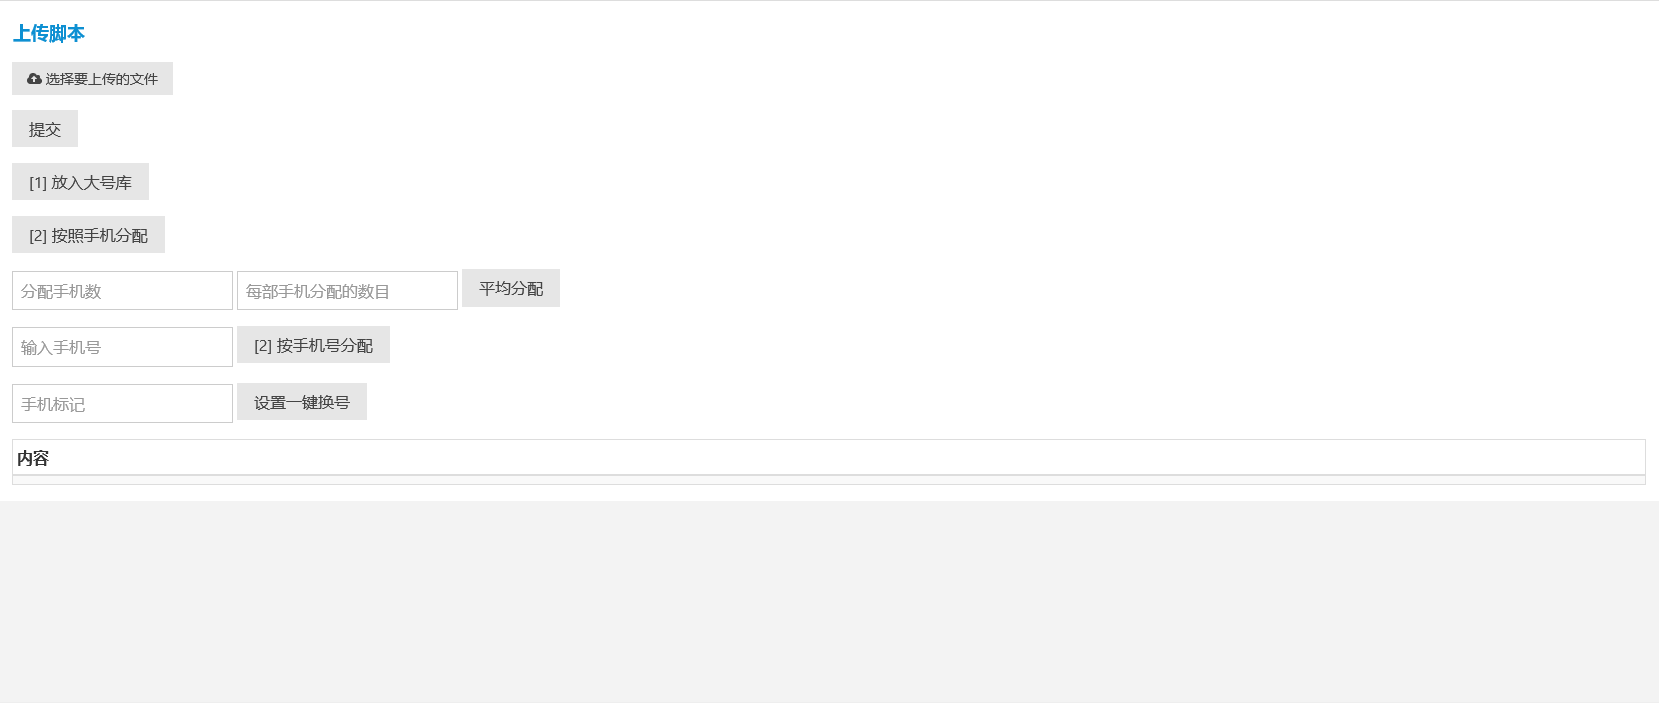 上传脚本
选择要上传的文件
提交
[1] 放入大号库
[2] 按照手机分配
分配手机数 每部手机分配的数目 平均分配
输入手机号 [2] 按手机号分配
手机标记 设置一键换号
内容